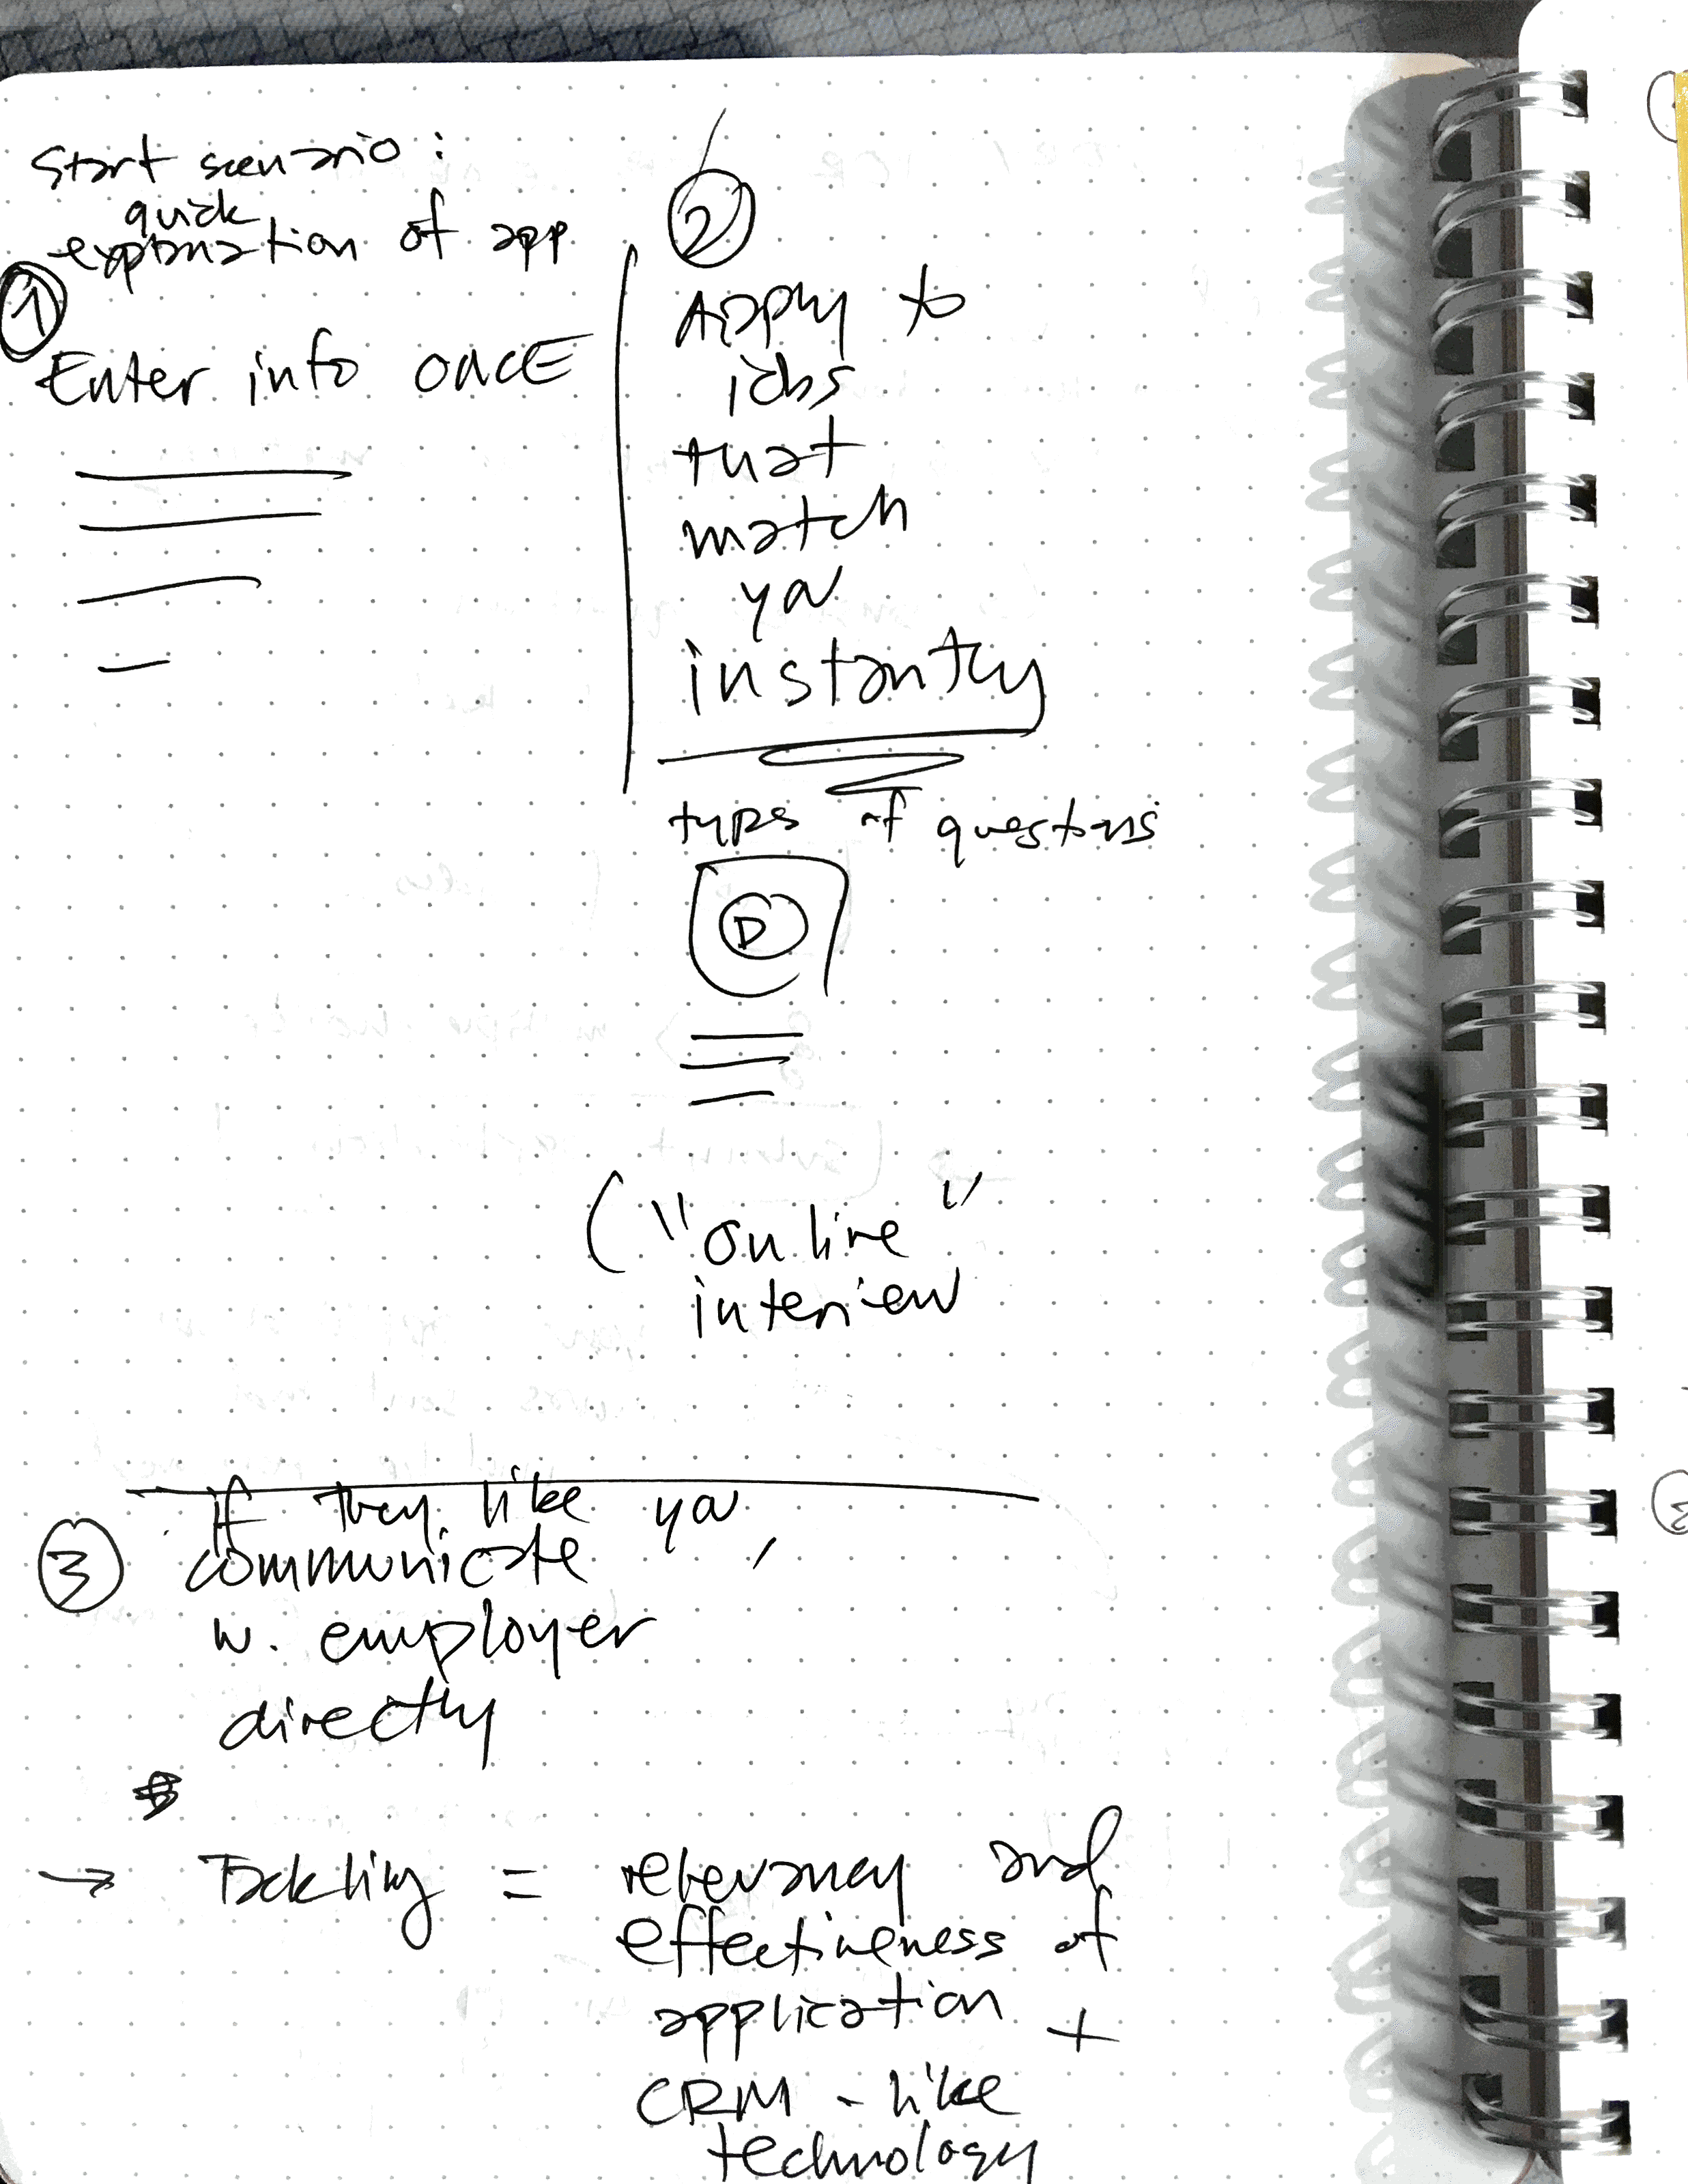 Start scenario:
quick
explanation of app
1
Enter info ONCE
2
Apply to
jobs
that
match
you
instantly
types of questions
D
("online"
interview
3
if they like you,
communicate
w. employer
directly
→ Tackling = relevancy and
effectiveness of
application +
CRM-like
technology